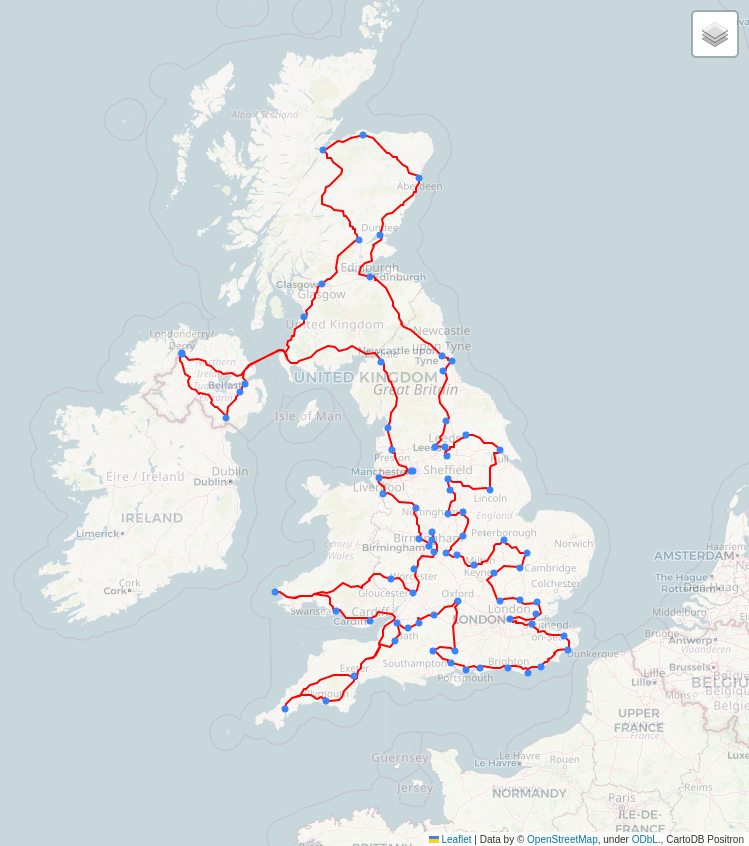 Alba / Scotland
Aberdeen
Dundee
Edinburgh
Edinburgh
Glasgow
Glasgow
United Kingdom
Londonderry/
Derry
Newcastle
upon Tyne
Newcastle upon
Tyne
Northern
Ireland
Belfast
UNITED KINGDOM
Great Britain
Isle of Man
Leeds
Leeds
Preston
Hull
Manchester
Sheffield
Liverpool
Lincoln
Dublin
Dublin
Éire / Ireland
IRELAND
Limerick
Nottingham
England
Peterborough
Norwich
Cymru /
Wales
Birmingham
Birmingham
Milton
Keynes
Cambridge
Colchester
Cork
Cork
Worcester
Gloucester
Oxford
Swansea
Cardiff
Cardiff
London
LONDON
Southend-
on-Sea
Bath
Southampton
Brighton
Portsmouth
Exeter
Plymouth
AMSTERDAM
Haarlem
The Hague
Rotterdam
Middelburg
Brugge
Antwerp
Vlaanderen
Dunkerque
Brussels
Lille
Lille
BELGIUM
Mons
UPPER
FRANCE
Guernsey
Jersey
Le Havre
Le Havre
Rouen
Reims
NORMANDY
Paris
ÎLE-DE-
FRANCE
BRITTANY
Leaflet | Data by © OpenStreetMap, under ODbL., CartoDB Positron